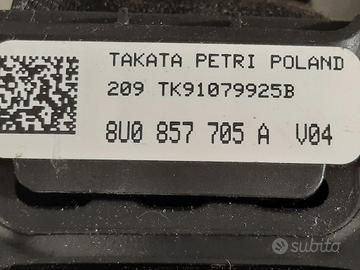 TAKATA PETRI POLAND
209 TK91079925B
8U0 857 705 A V04
subito